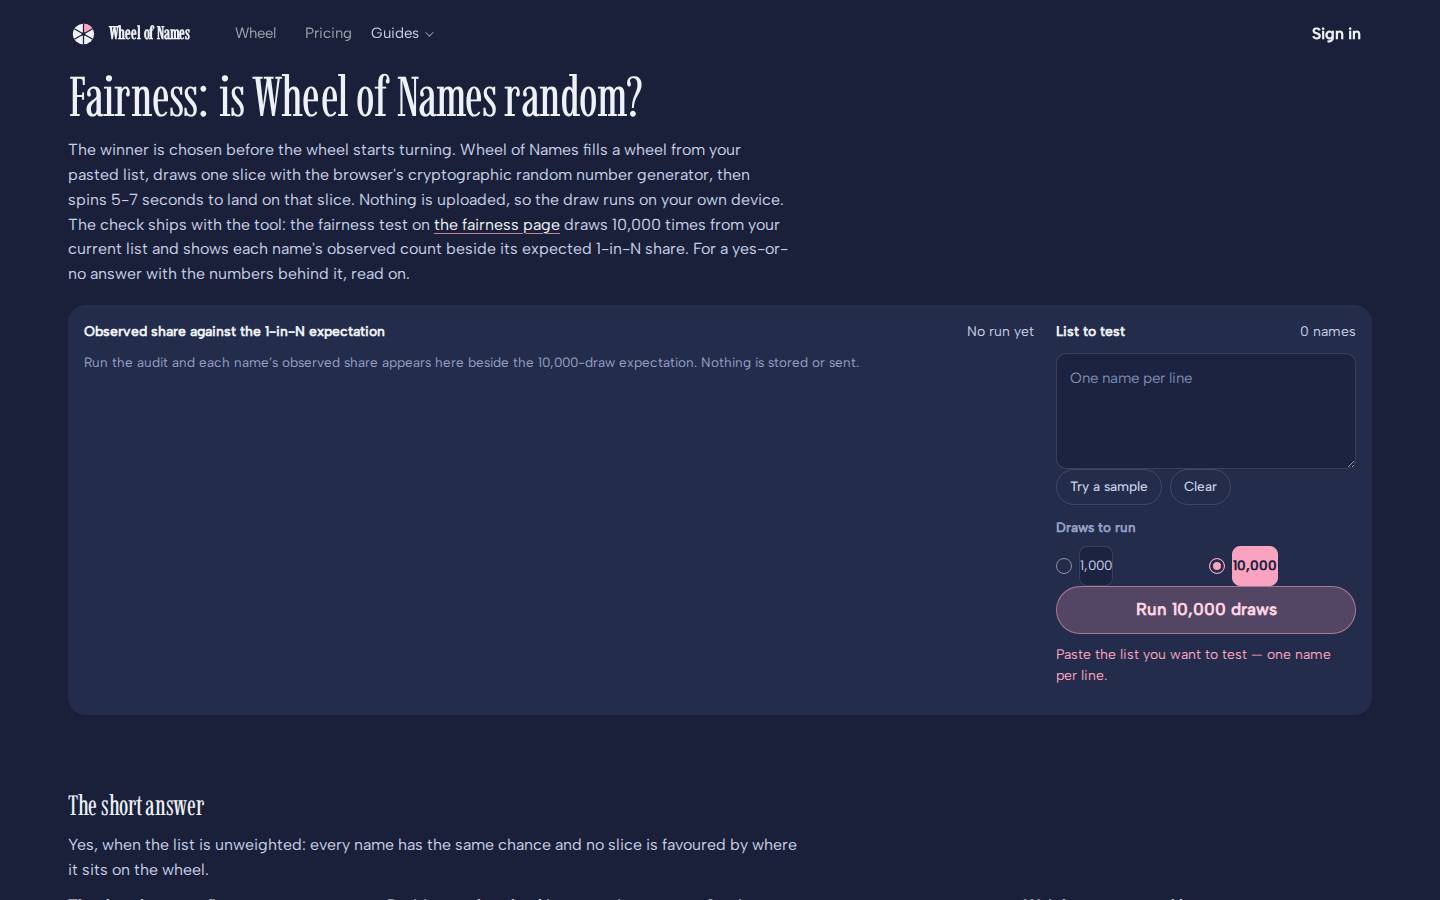 Wheel of Names
Wheel
Pricing
Guides
Sign in
Fairness: is Wheel of Names random?
The winner is chosen before the wheel starts turning. Wheel of Names fills a wheel from your
pasted list, draws one slice with the browser's cryptographic random number generator, then
spins 5–7 seconds to land on that slice. Nothing is uploaded, so the draw runs on your own device.
The check ships with the tool: the fairness test on the fairness page draws 10,000 times from your
current list and shows each name's observed count beside its expected 1-in-N share. For a yes-or-
no answer with the numbers behind it, read on.
Observed share against the 1-in-N expectation
No run yet
Run the audit and each name's observed share appears here beside the 10,000-draw expectation. Nothing is stored or sent.
List to test
0 names
One name per line
Try a sample
Clear
Draws to run
1,000
10,000
Run 10,000 draws
Paste the list you want to test — one name
per line.
The short answer
Yes, when the list is unweighted: every name has the same chance and no slice is favoured by where
it sits on the wheel.